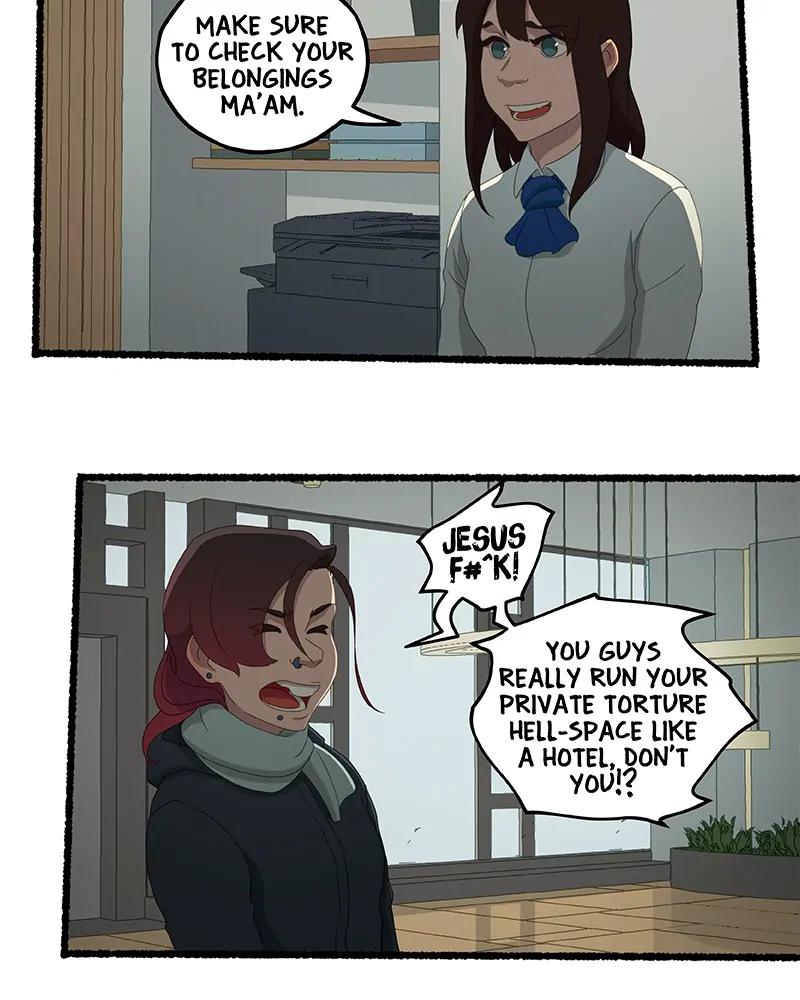 MAKE SURE
TO CHECK YOUR
BELONGINGS
MA'AM.
JESUS
F#^K!
YOU GUYS
REALLY RUN YOUR
PRIVATE TORTURE
HELL-SPACE LIKE
A HOTEL, DON'T
YOU!?